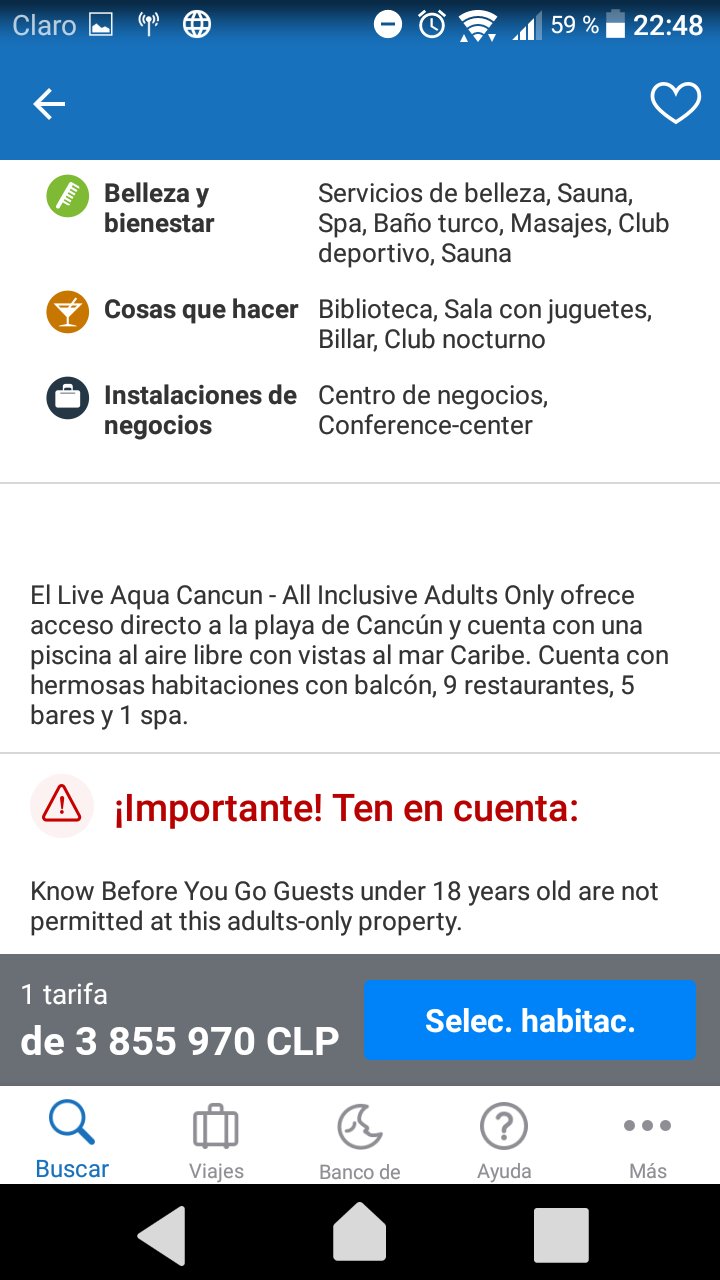 Claro 59 % 22:48
Belleza y bienestar
Servicios de belleza, Sauna,
Spa, Baño turco, Masajes, Club
deportivo, Sauna
Cosas que hacer
Biblioteca, Sala con juguetes,
Billar, Club nocturno
Instalaciones de negocios
Centro de negocios,
Conference-center
El Live Aqua Cancun - All Inclusive Adults Only ofrece
acceso directo a la playa de Cancún y cuenta con una
piscina al aire libre con vistas al mar Caribe. Cuenta con
hermosas habitaciones con balcón, 9 restaurantes, 5
bares y 1 spa.
¡Importante! Ten en cuenta:
Know Before You Go Guests under 18 years old are not
permitted at this adults-only property.
1 tarifa
de 3 855 970 CLP
Selec. habitac.
Buscar Viajes Banco de Ayuda Más